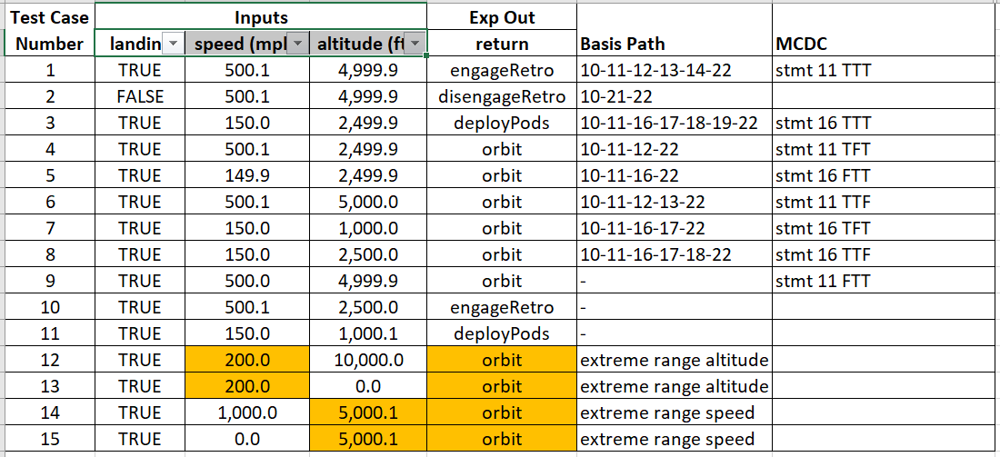 Test Case Inputs Exp Out
Number landin speed (mpl altitude (ft return Basis Path MCDC
1 TRUE 500.1 4,999.9 engageRetro 10-11-12-13-14-22 stmt 11 TTT
2 FALSE 500.1 4,999.9 disengageRetro 10-21-22
3 TRUE 150.0 2,499.9 deployPods 10-11-16-17-18-19-22 stmt 16 TTT
4 TRUE 500.1 2,499.9 orbit 10-11-12-22 stmt 11 TFT
5 TRUE 149.9 2,499.9 orbit 10-11-16-22 stmt 16 FTT
6 TRUE 500.1 5,000.0 orbit 10-11-12-13-22 stmt 11 TTF
7 TRUE 150.0 1,000.0 orbit 10-11-16-17-22 stmt 16 TFT
8 TRUE 150.0 2,500.0 orbit 10-11-16-17-18-22 stmt 16 TTF
9 TRUE 500.0 4,999.9 orbit - stmt 11 FTT
10 TRUE 500.1 2,500.0 engageRetro -
11 TRUE 150.0 1,000.1 deployPods -
12 TRUE 200.0 10,000.0 orbit extreme range altitude
13 TRUE 200.0 0.0 orbit extreme range altitude
14 TRUE 1,000.0 5,000.1 orbit extreme range speed
15 TRUE 0.0 5,000.1 orbit extreme range speed